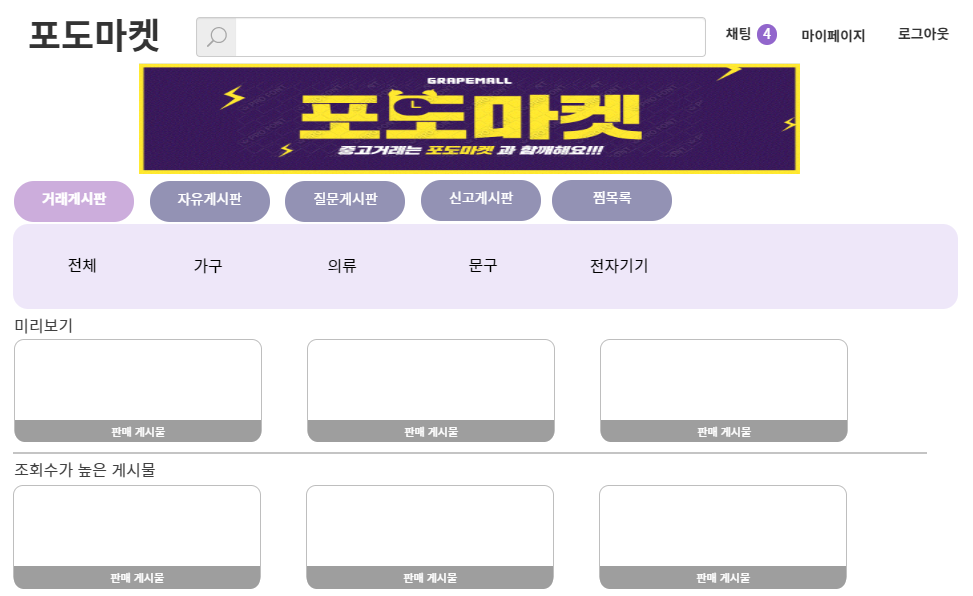 포도마켓
채팅 4 마이페이지 로그아웃
GRAPEMALL
포도마켓
중고거래는 포도마켓 과 함께해요!!!
거래게시판 자유게시판 질문게시판 신고게시판 찜목록
전체 가구 의류 문구 전자기기
미리보기
판매 게시물 판매 게시물 판매 게시물
조회수가 높은 게시물
판매 게시물 판매 게시물 판매 게시물